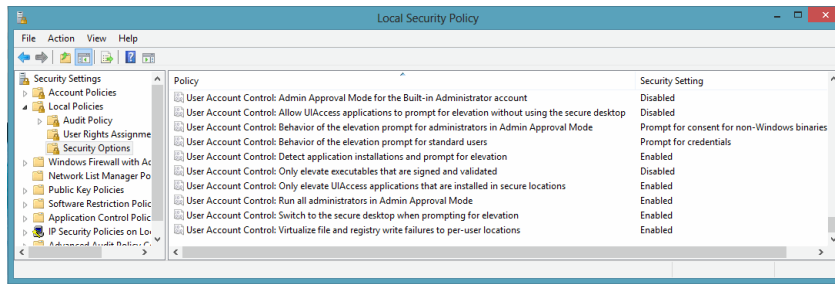 Local Security Policy
File Action View Help
Security Settings
Account Policies
Local Policies
Audit Policy
User Rights Assignme
Security Options
Windows Firewall with Ad
Network List Manager Po
Public Key Policies
Software Restriction Polic
Application Control Polic
IP Security Policies on Lo
Advanced Audit Policy C
Policy Security Setting
User Account Control: Admin Approval Mode for the Built-in Administrator account Disabled
User Account Control: Allow UIAccess applications to prompt for elevation without using the secure desktop Disabled
User Account Control: Behavior of the elevation prompt for administrators in Admin Approval Mode Prompt for consent for non-Windows binaries
User Account Control: Behavior of the elevation prompt for standard users Prompt for credentials
User Account Control: Detect application installations and prompt for elevation Enabled
User Account Control: Only elevate executables that are signed and validated Disabled
User Account Control: Only elevate UIAccess applications that are installed in secure locations Enabled
User Account Control: Run all administrators in Admin Approval Mode Enabled
User Account Control: Switch to the secure desktop when prompting for elevation Enabled
User Account Control: Virtualize file and registry write failures to per-user locations Enabled